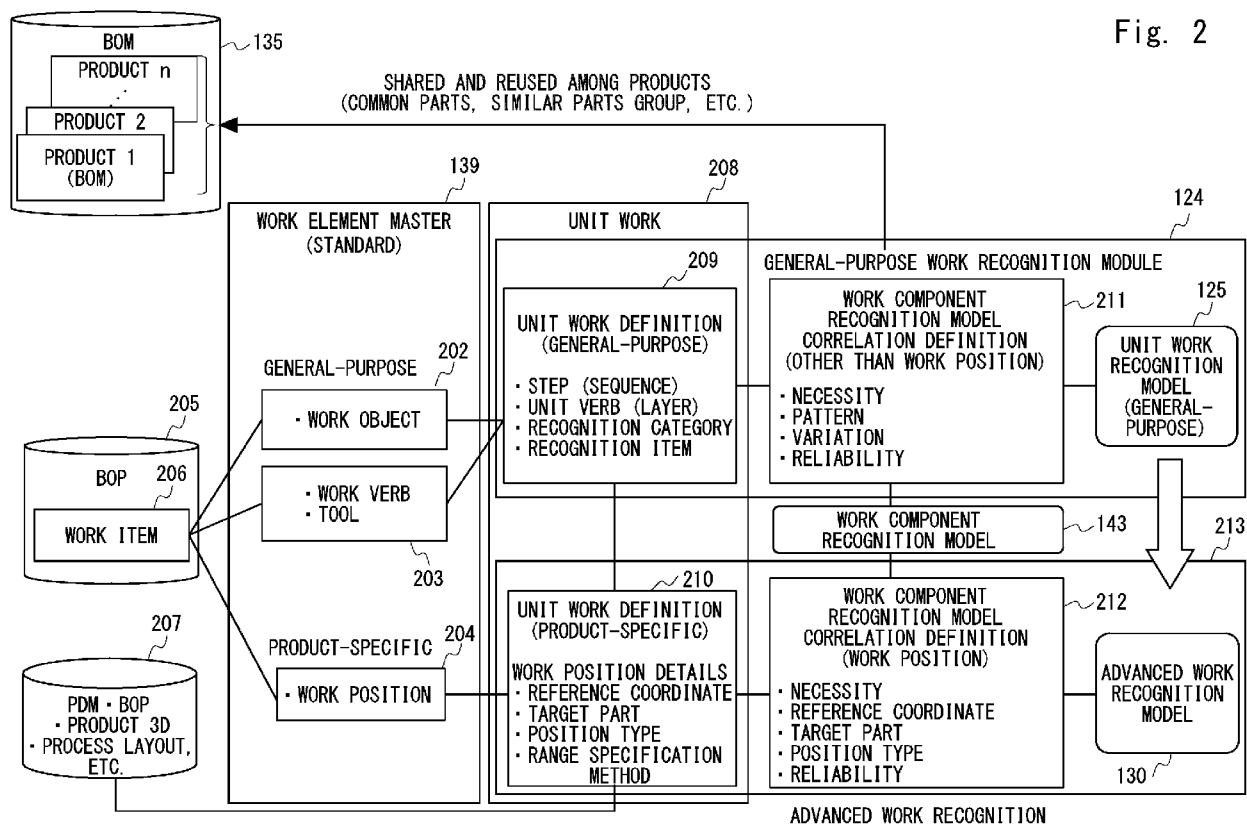 Fig. 2
BOM
135
PRODUCT n
PRODUCT 2
PRODUCT 1
(BOM)
SHARED AND REUSED AMONG PRODUCTS
(COMMON PARTS, SIMILAR PARTS GROUP, ETC.)
139
WORK ELEMENT MASTER
(STANDARD)
208
UNIT WORK
124
GENERAL-PURPOSE WORK RECOGNITION MODULE
209
UNIT WORK DEFINITION
(GENERAL-PURPOSE)
・STEP (SEQUENCE)
・UNIT VERB (LAYER)
・RECOGNITION CATEGORY
・RECOGNITION ITEM
211
WORK COMPONENT
RECOGNITION MODEL
CORRELATION DEFINITION
(OTHER THAN WORK POSITION)
・NECESSITY
・PATTERN
・VARIATION
・RELIABILITY
125
UNIT WORK
RECOGNITION
MODEL
(GENERAL-
PURPOSE)
GENERAL-PURPOSE
202
・WORK OBJECT
・WORK VERB
・TOOL
203
205
BOP
206
WORK ITEM
WORK COMPONENT
RECOGNITION MODEL
143
213
PRODUCT-SPECIFIC
204
・WORK POSITION
210
UNIT WORK DEFINITION
(PRODUCT-SPECIFIC)
WORK POSITION DETAILS
・REFERENCE COORDINATE
・TARGET PART
・POSITION TYPE
・RANGE SPECIFICATION
METHOD
212
WORK COMPONENT
RECOGNITION MODEL
CORRELATION DEFINITION
(WORK POSITION)
・NECESSITY
・REFERENCE COORDINATE
・TARGET PART
・POSITION TYPE
・RELIABILITY
ADVANCED WORK
RECOGNITION
MODEL
130
207
PDM・BOP
・PRODUCT 3D
・PROCESS LAYOUT,
ETC.
ADVANCED WORK RECOGNITION